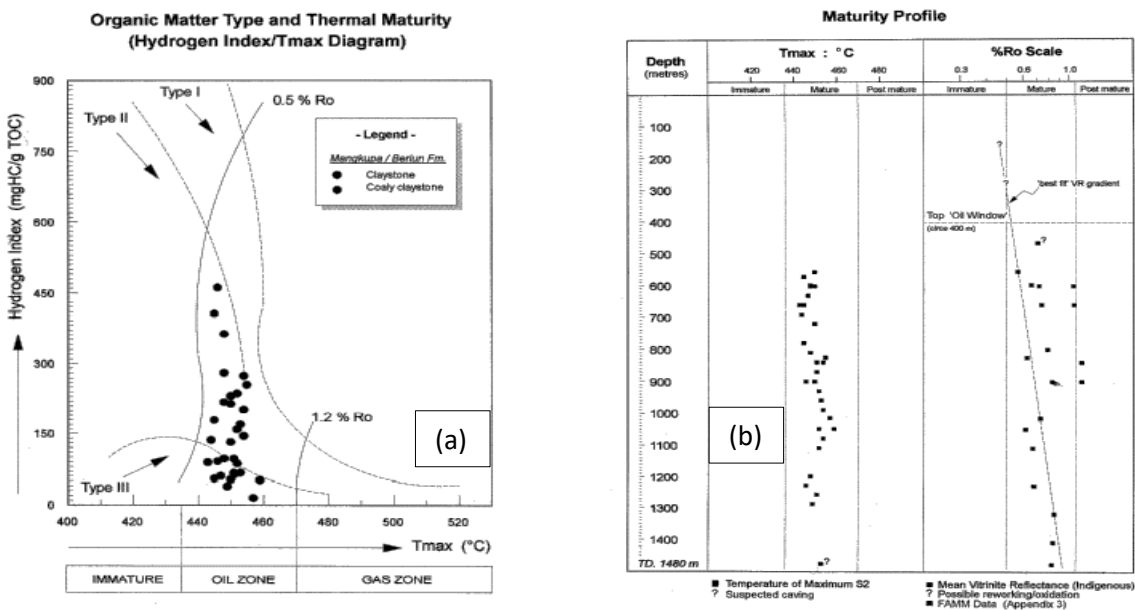 Organic Matter Type and Thermal Maturity
(Hydrogen Index/Tmax Diagram)
Hydrogen Index (mgHC/g TOC)
900
750
600
450
300
150
0
Type I
Type II
0.5 % Ro
- Legend -
Mangkupa / Beriun Fm.
Claystone
Coaly claystone
1.2 % Ro
(a)
Type III
400 420 440 460 480 500 520
Tmax (°C)
IMMATURE OIL ZONE GAS ZONE
Maturity Profile
Depth
(metres)
Tmax : °C
420 440 460 480
Immature Mature Post mature
%Ro Scale
0.3 0.6 1.0
Immature Mature Post mature
100
200
300
400
500
600
700
800
900
1000
1100
1200
1300
1400
TD. 1480 m
?
?
'best fit' VR gradient
Top 'Oil Window'
(circa 400 m)
?
(b)
?
Temperature of Maximum S2
? Suspected caving
Mean Vitrinite Reflectance (Indigenous)
? Possible reworking/oxidation
FAMM Data (Appendix 3)